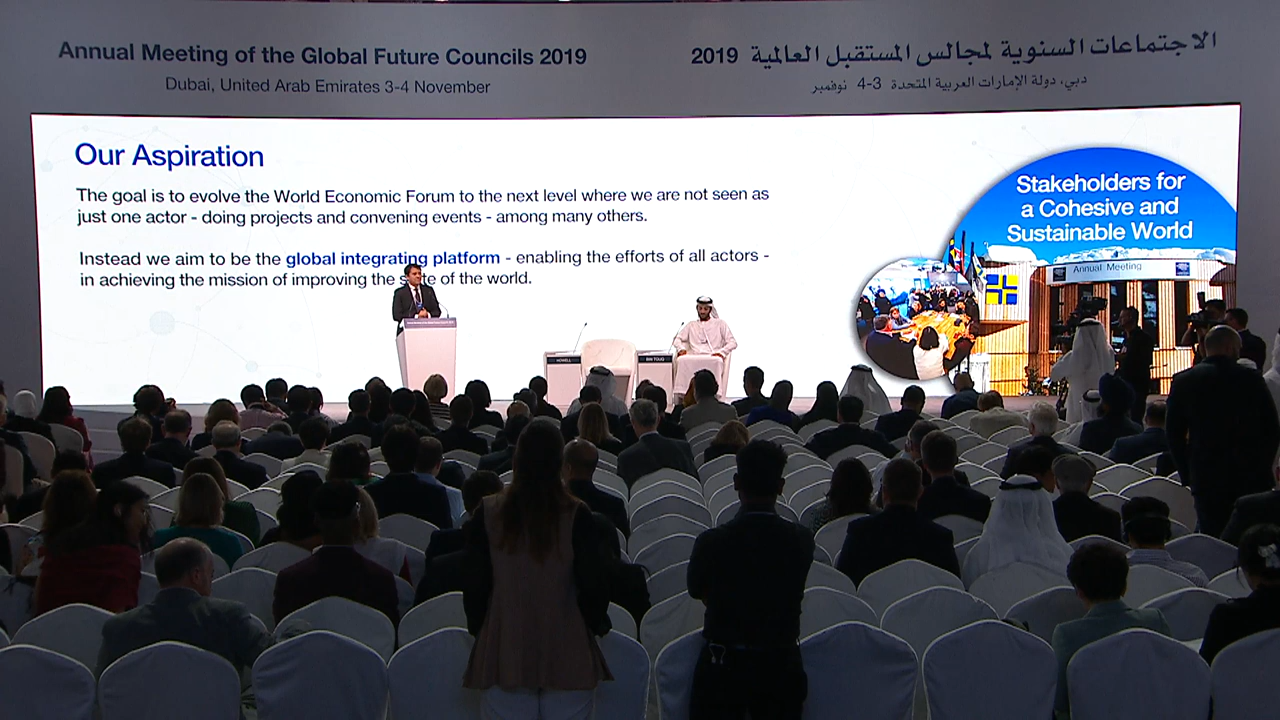 Annual Meeting of the Global Future Councils 2019
Dubai, United Arab Emirates 3-4 November
الاجتماعات السنوية لمجالس المستقبل العالمية 2019
دبي، دولة الإمارات العربية المتحدة 3-4 نوفمبر
Our Aspiration
The goal is to evolve the World Economic Forum to the next level where we are not seen as
just one actor - doing projects and convening events - among many others.
Instead we aim to be the global integrating platform - enabling the efforts of all actors -
in achieving the mission of improving the of the world.
Stakeholders for
a Cohesive and
Sustainable World
Annual Meeting
HOWELL
BIN TOUQ